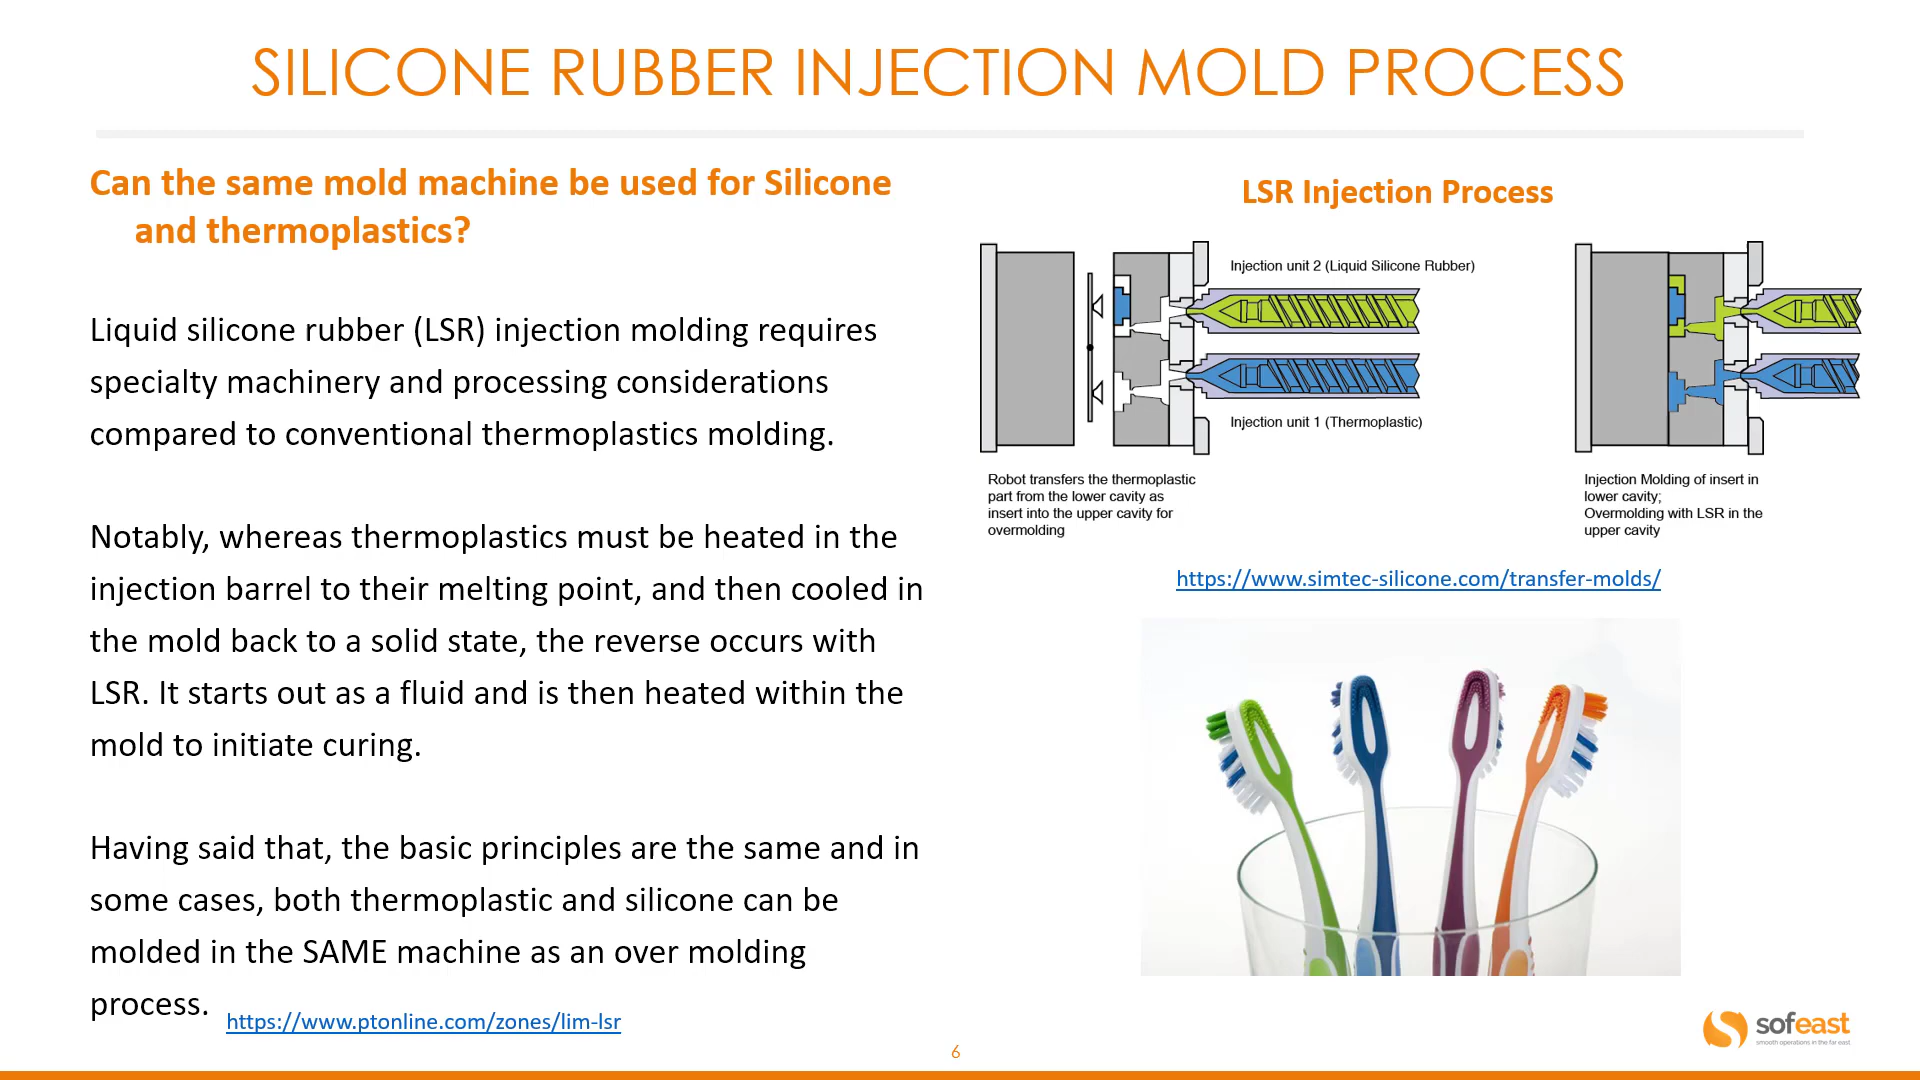 SILICONE RUBBER INJECTION MOLD PROCESS
Can the same mold machine be used for Silicone
and thermoplastics?
Liquid silicone rubber (LSR) injection molding requires
specialty machinery and processing considerations
compared to conventional thermoplastics molding.
Notably, whereas thermoplastics must be heated in the
injection barrel to their melting point, and then cooled in
the mold back to a solid state, the reverse occurs with
LSR. It starts out as a fluid and is then heated within the
mold to initiate curing.
Having said that, the basic principles are the same and in
some cases, both thermoplastic and silicone can be
molded in the SAME machine as an over molding
process.
https://www.ptonline.com/zones/lim-lsr
LSR Injection Process
Injection unit 2 (Liquid Silicone Rubber)
Injection unit 1 (Thermoplastic)
Robot transfers the thermoplastic
part from the lower cavity as
insert into the upper cavity for
overmolding
Injection Molding of insert in
lower cavity;
Overmolding with LSR in the
upper cavity
https://www.simtec-silicone.com/transfer-molds/
sofeast
smooth operations in the far east
6